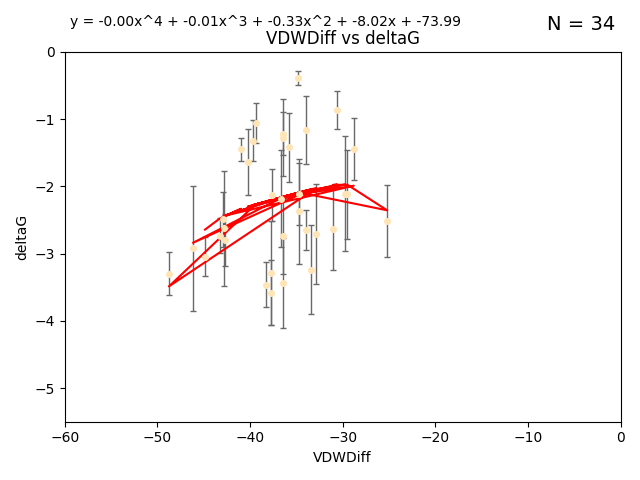 y = -0.00x^4 + -0.01x^3 + -0.33x^2 + -8.02x + -73.99
N = 34
VDWDiff vs deltaG
0
−1
−2
−3
−4
−5
deltaG
−60 −50 −40 −30 −20 −10 0
VDWDiff